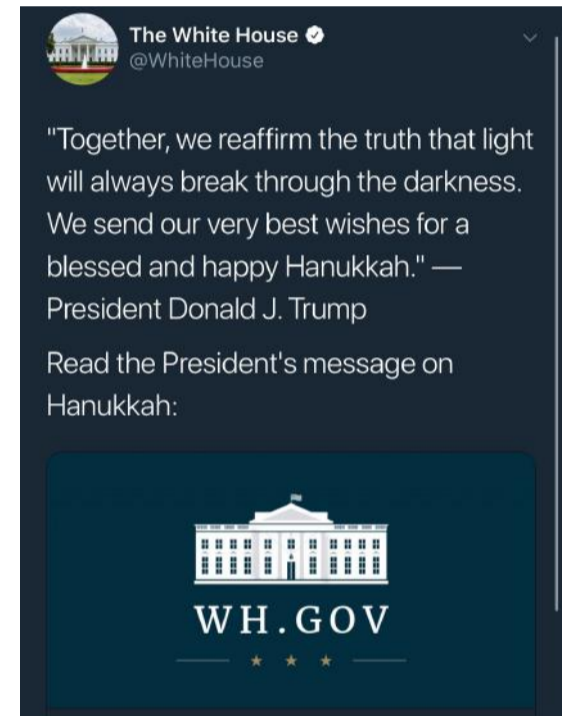 The White House
@WhiteHouse
"Together, we reaffirm the truth that light
will always break through the darkness.
We send our very best wishes for a
blessed and happy Hanukkah." —
President Donald J. Trump
Read the President's message on
Hanukkah:
WH.GOV